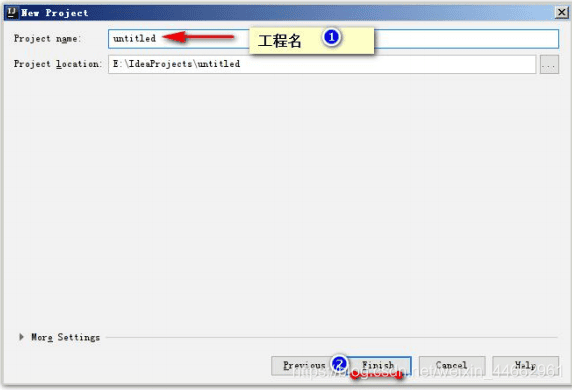 New Project
Project name: untitled
工程名 1
Project location: E:\IdeaProjects\untitled ...
More Settings
Previous 2 Finish Cancel Help
https://blog.csdn.net/weixin_44662961